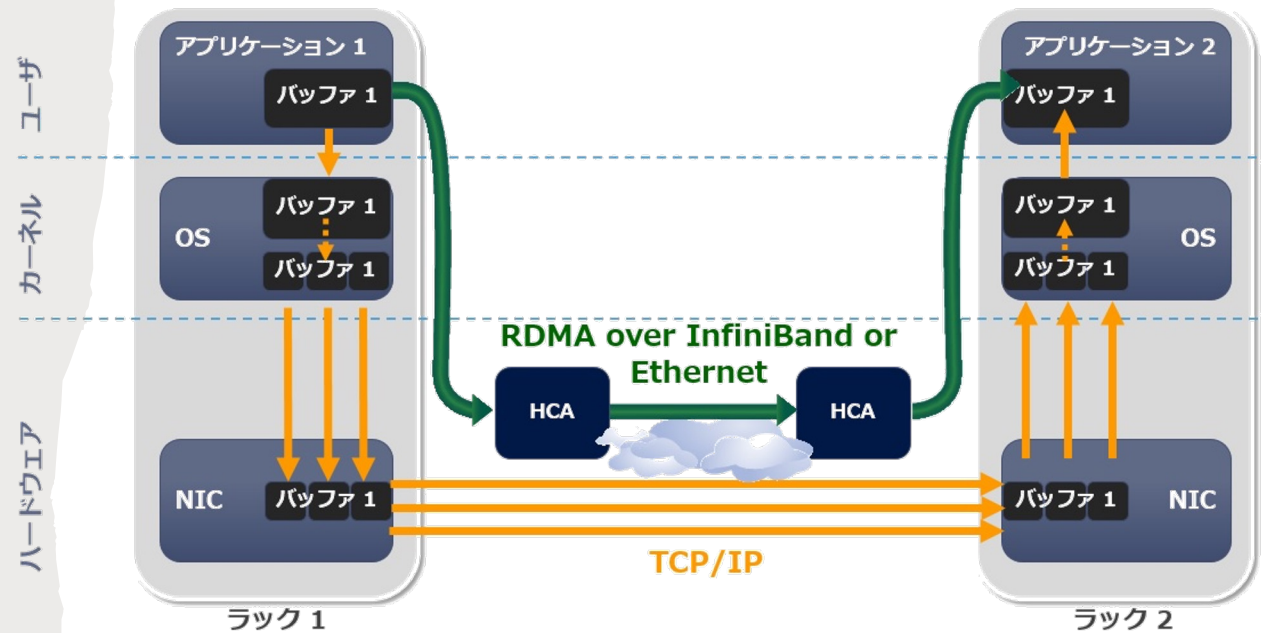 ユーザ
カーネル
ハードウェア
アプリケーション 1
バッファ 1
OS
バッファ 1
バッファ 1
NIC
バッファ 1
ラック 1
RDMA over InfiniBand or
Ethernet
HCA
HCA
TCP/IP
アプリケーション 2
バッファ 1
バッファ 1
OS
バッファ 1
バッファ 1
NIC
ラック 2